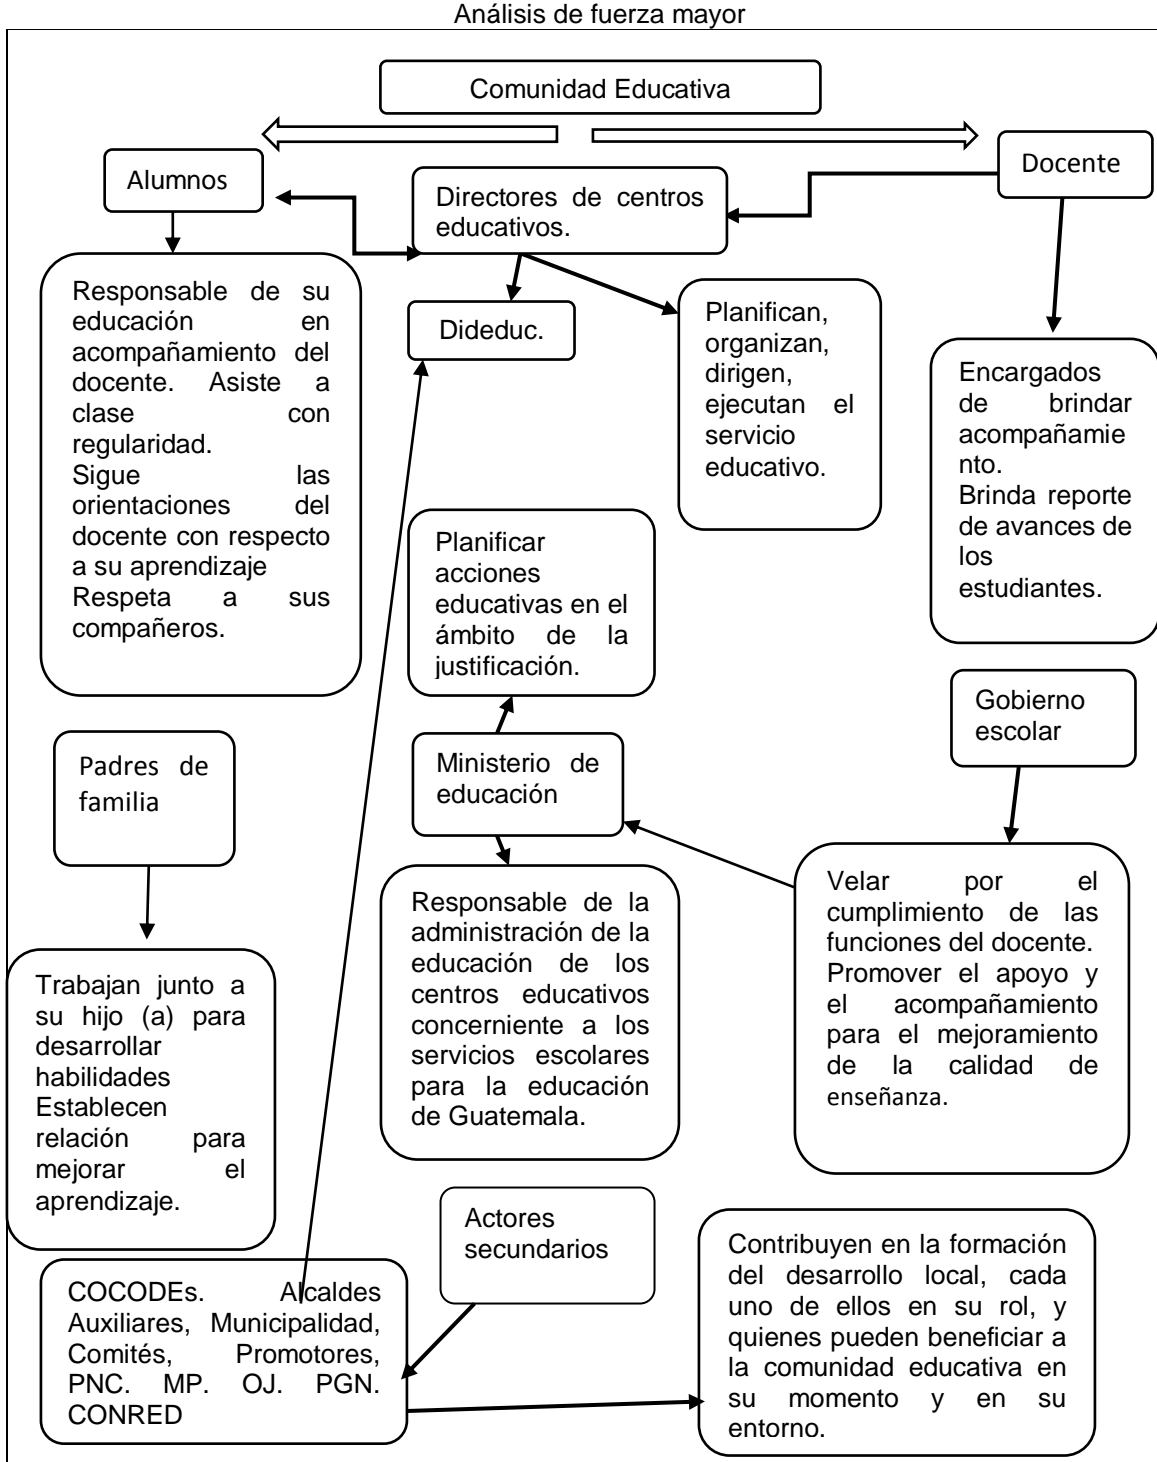 Análisis de fuerza mayor
Comunidad Educativa
Alumnos
Directores de centros
educativos.
Docente
Responsable de su
educación en
acompañamiento del
docente. Asiste a
clase con
regularidad.
Sigue las
orientaciones del
docente con respecto
a su aprendizaje
Respeta a sus
compañeros.
Dideduc.
Planifican,
organizan,
dirigen,
ejecutan el
servicio
educativo.
Encargados
de brindar
acompañamie
nto.
Brinda reporte
de avances de
los
estudiantes.
Planificar
acciones
educativas en el
ámbito de la
justificación.
Gobierno
escolar
Padres de
familia
Ministerio de
educación
Velar por el
cumplimiento de las
funciones del docente.
Promover el apoyo y
el acompañamiento
para el mejoramiento
de la calidad de
enseñanza.
Responsable de la
administración de la
educación de los
centros educativos
concerniente a los
servicios escolares
para la educación
de Guatemala.
Trabajan junto a
su hijo (a) para
desarrollar
habilidades
Establecen
relación para
mejorar el
aprendizaje.
Actores
secundarios
COCODEs. Alcaldes
Auxiliares, Municipalidad,
Comités, Promotores,
PNC. MP. OJ. PGN.
CONRED
Contribuyen en la formación
del desarrollo local, cada
uno de ellos en su rol, y
quienes pueden beneficiar a
la comunidad educativa en
su momento y en su
entorno.